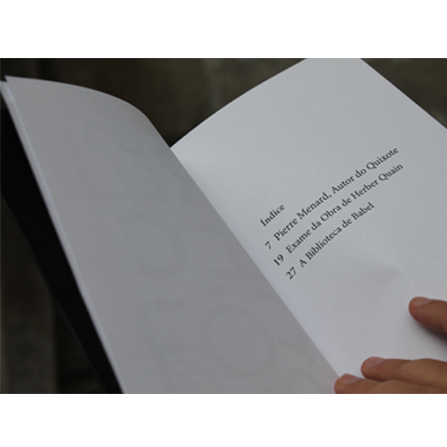 Índice
7 Pierre Menard, Autor do Quixote
19 Exame da Obra de Herber Quain
27 A Biblioteca de Babel